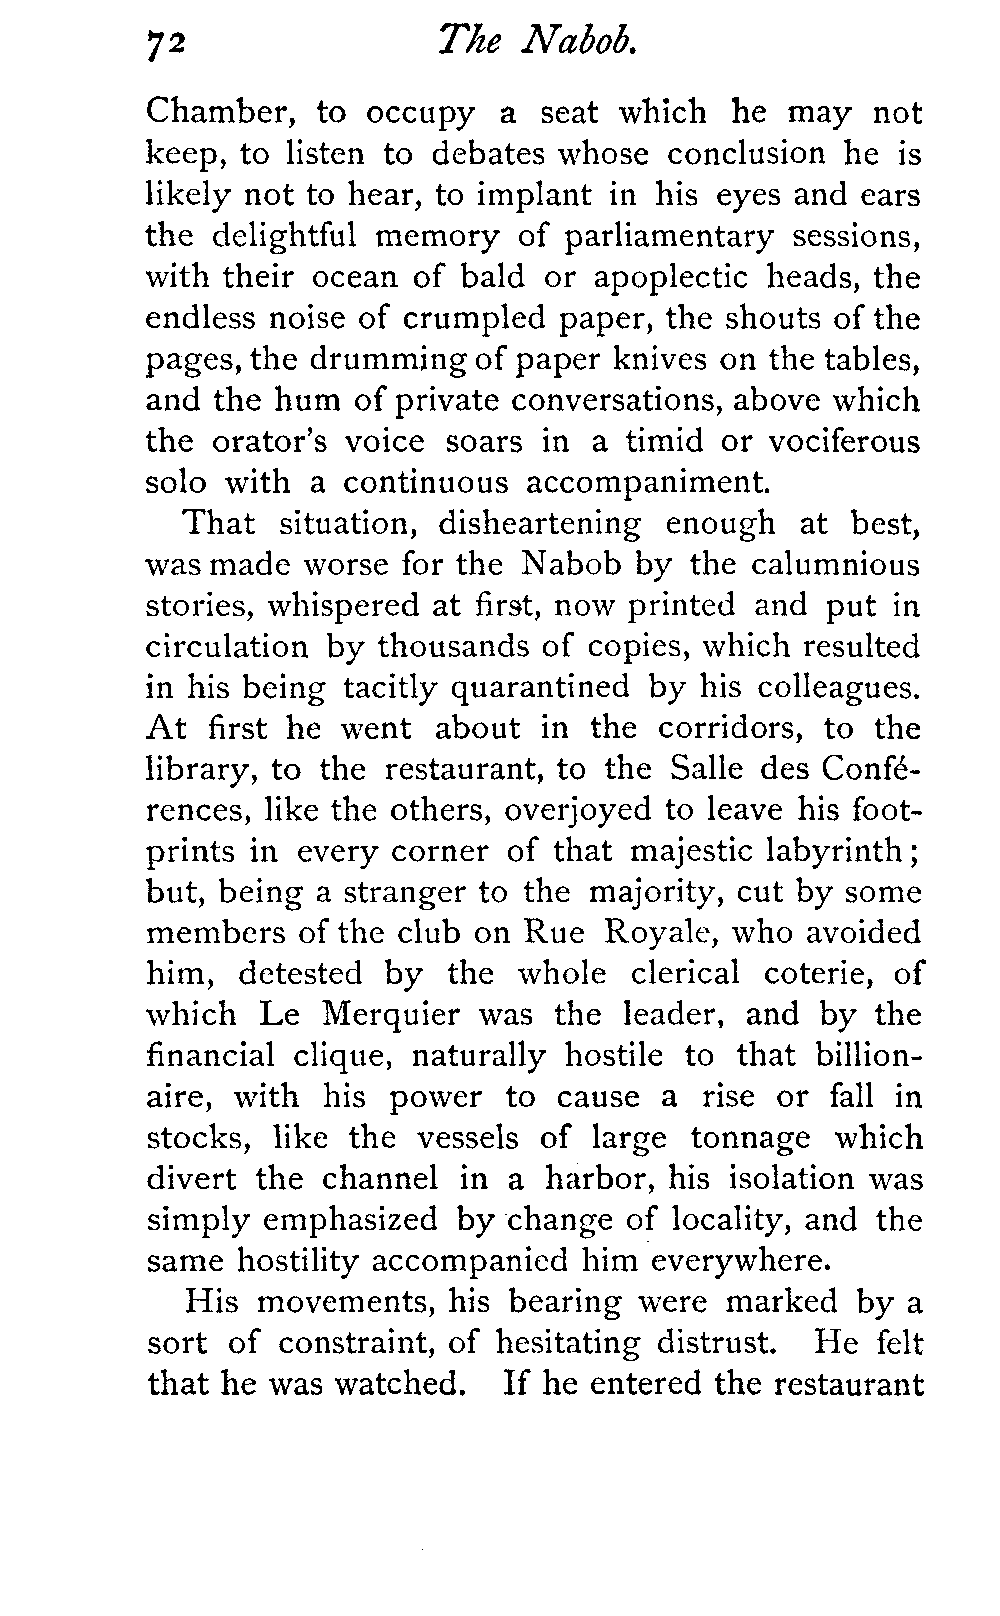 72 The Nabob.
Chamber, to occupy a seat which he may not
keep, to listen to debates whose conclusion he is
likely not to hear, to implant in his eyes and ears
the delightful memory of parliamentary sessions,
with their ocean of bald or apoplectic heads, the
endless noise of crumpled paper, the shouts of the
pages, the drumming of paper knives on the tables,
and the hum of private conversations, above which
the orator's voice soars in a timid or vociferous
solo with a continuous accompaniment.
That situation, disheartening enough at best,
was made worse for the Nabob by the calumnious
stories, whispered at first, now printed and put in
circulation by thousands of copies, which resulted
in his being tacitly quarantined by his colleagues.
At first he went about in the corridors, to the
library, to the restaurant, to the Salle des Confé-
rences, like the others, overjoyed to leave his foot-
prints in every corner of that majestic labyrinth;
but, being a stranger to the majority, cut by some
members of the club on Rue Royale, who avoided
him, detested by the whole clerical coterie, of
which Le Merquier was the leader, and by the
financial clique, naturally hostile to that billion-
aire, with his power to cause a rise or fall in
stocks, like the vessels of large tonnage which
divert the channel in a harbor, his isolation was
simply emphasized by change of locality, and the
same hostility accompanied him everywhere.
His movements, his bearing were marked by a
sort of constraint, of hesitating distrust. He felt
that he was watched. If he entered the restaurant